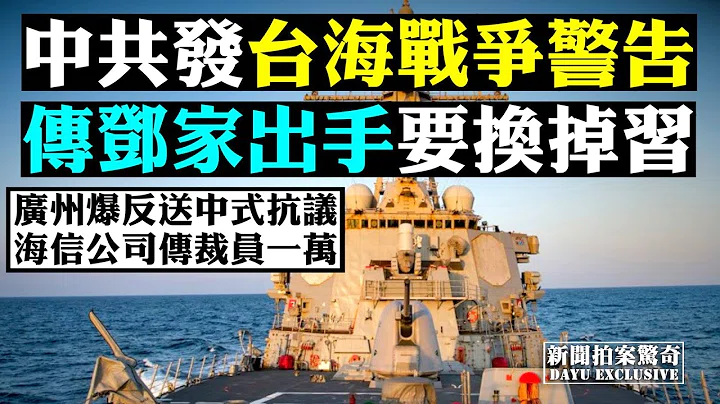 中共發台海戰爭警告
傳鄧家出手要換掉習
廣州爆反送中式抗議
海信公司傳裁員一萬
新聞拍案驚奇
DAYU EXCLUSIVE